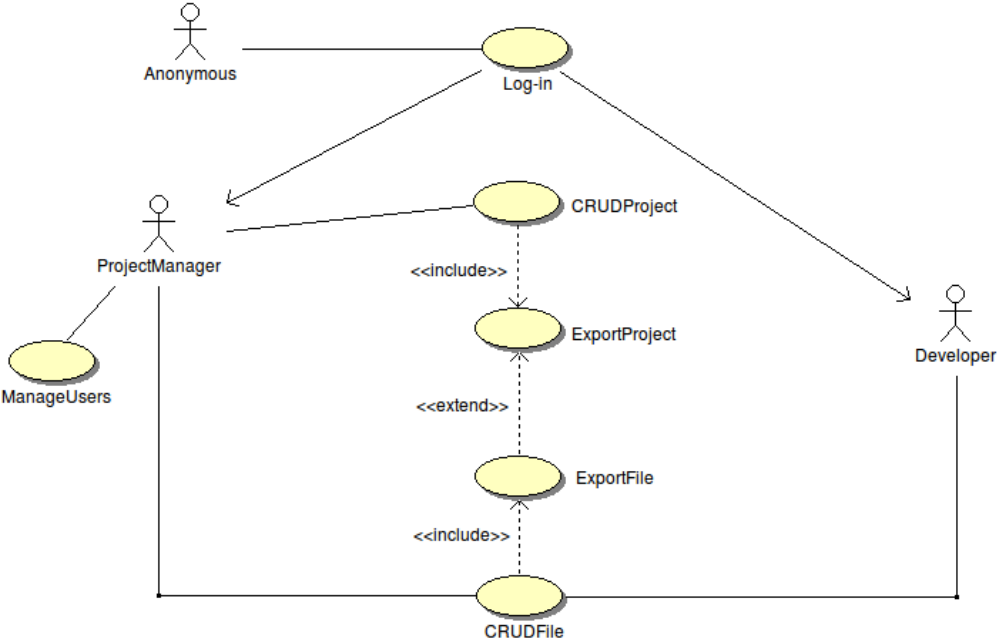 Anonymous
Log-in
CRUDProject
ProjectManager
<<include>>
ExportProject
Developer
ManageUsers
<<extend>>
ExportFile
<<include>>
CRUDFile